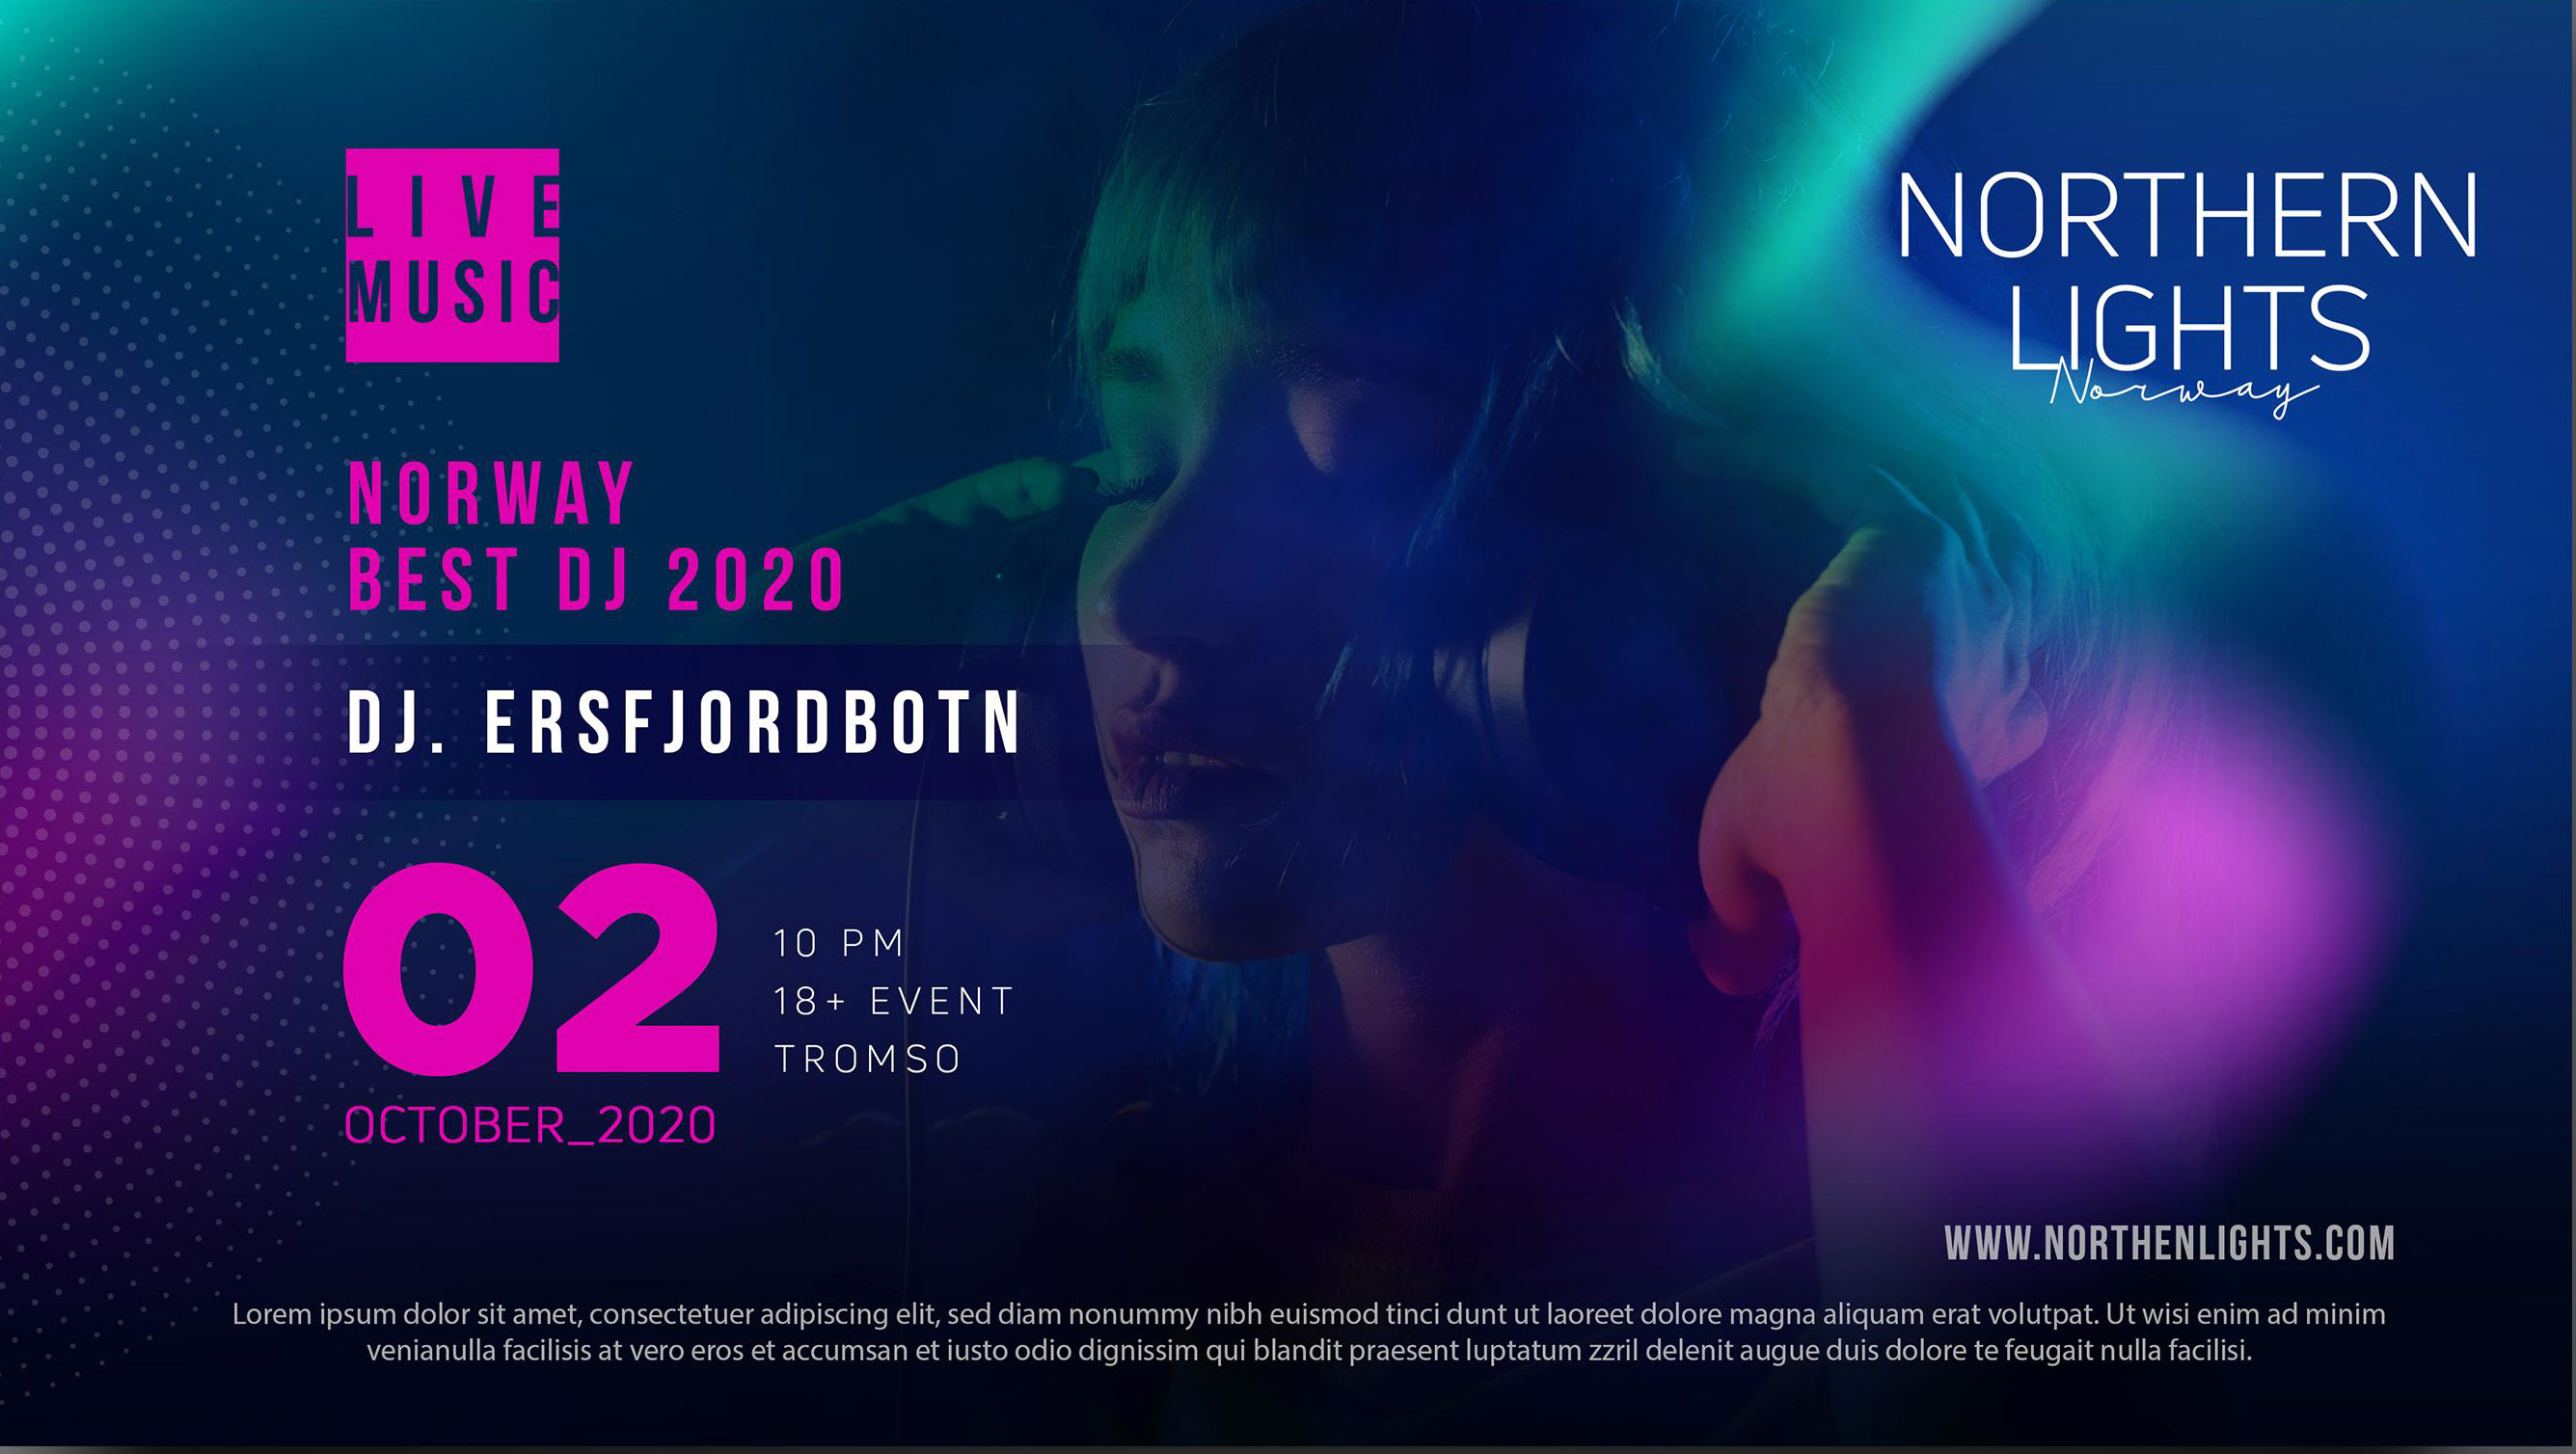 LIVE
MUSIC
NORTHERN
LIGHTS
Norway
NORWAY
BEST DJ 2020
DJ. ERSFJORDBOTN
02
OCTOBER_2020
10 PM
18+ EVENT
TROMSO
WWW.NORTHENLIGHTS.COM
Lorem ipsum dolor sit amet, consectetuer adipiscing elit, sed diam nonummy nibh euismod tinci dunt ut laoreet dolore magna aliquam erat volutpat. Ut wisi enim ad minim
venianulla facilisis at vero eros et accumsan et iusto odio dignissim qui blandit praesent luptatum zzril delenit augue duis dolore te feugait nulla facilisi.